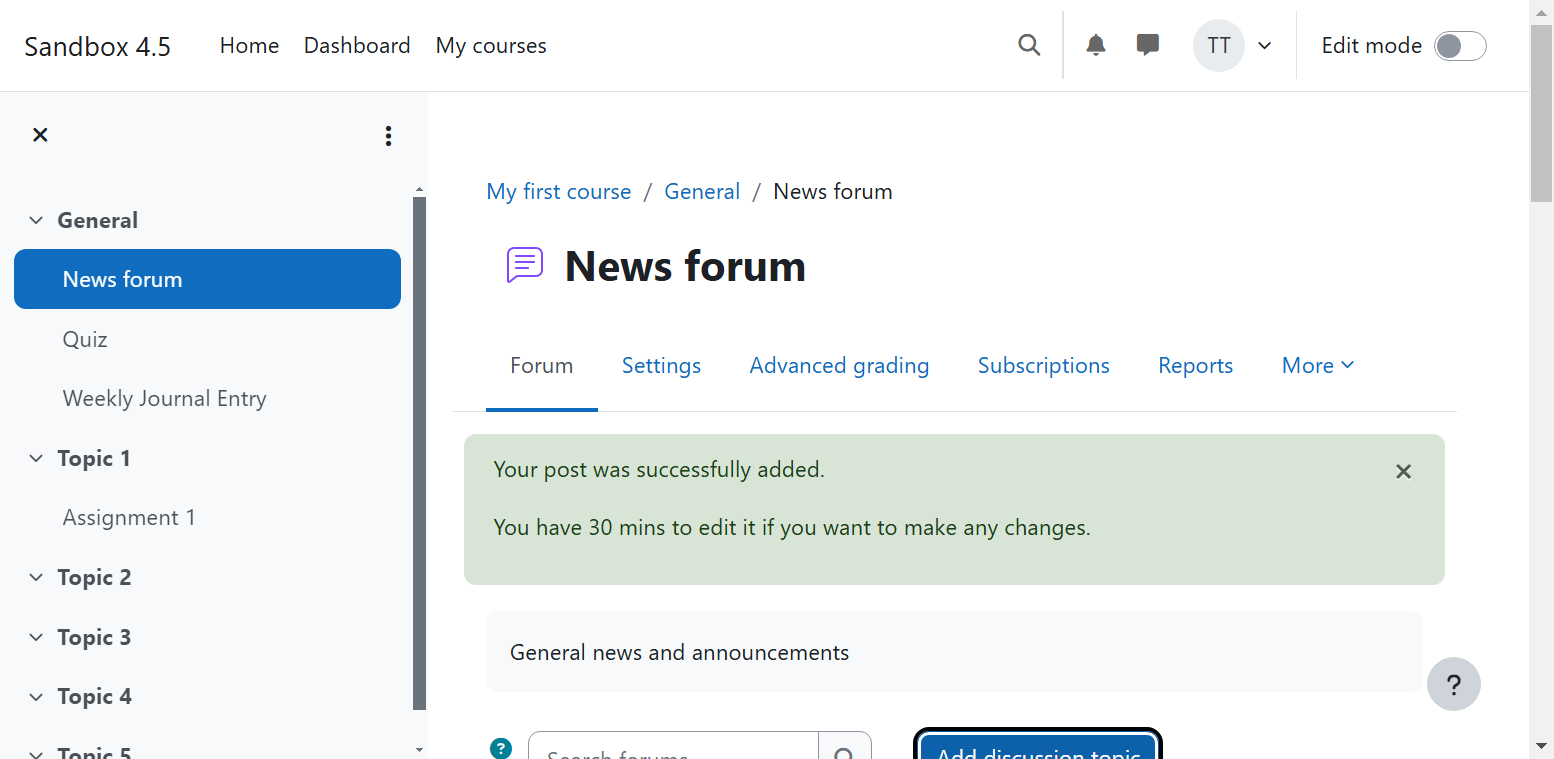 Sandbox 4.5 Home Dashboard My courses TT Edit mode
General
News forum
Quiz
Weekly Journal Entry
Topic 1
Assignment 1
Topic 2
Topic 3
Topic 4
Topic 5
My first course / General / News forum
News forum
Forum Settings Advanced grading Subscriptions Reports More
Your post was successfully added.
You have 30 mins to edit it if you want to make any changes.
General news and announcements
?
? Search forums Add discussion topic